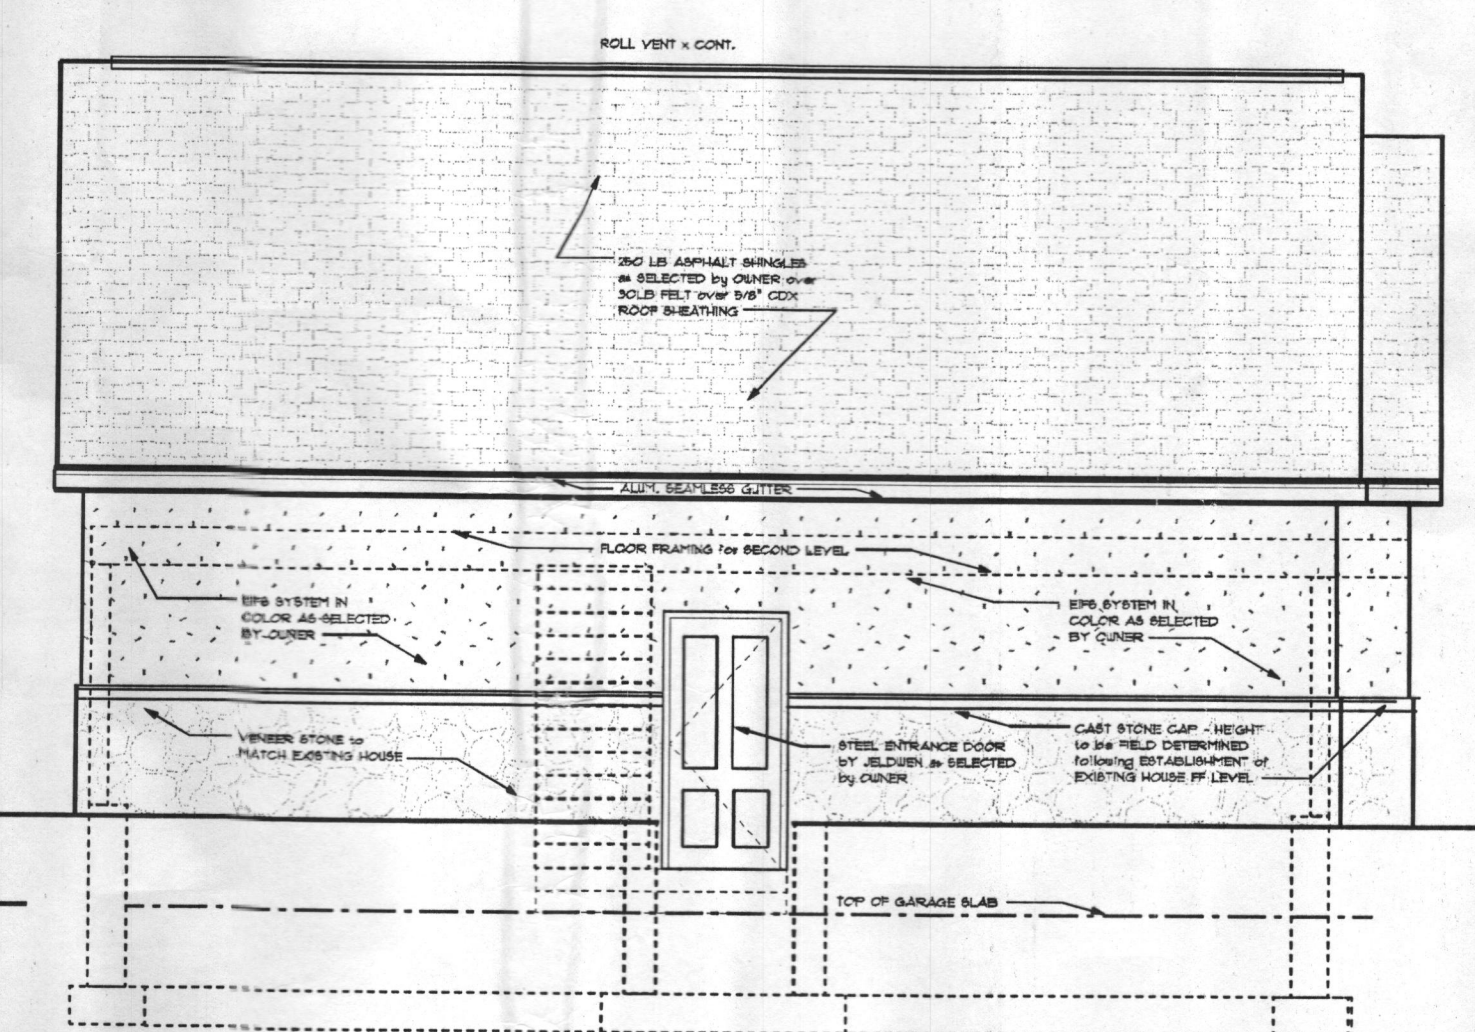 ROLL VENT x CONT.
250 LB ASPHALT SHINGLES
as SELECTED by OWNER over
30LB FELT over 5/8" CDX
ROOF SHEATHING
ALUM. SEAMLESS GUTTER
FLOOR FRAMING for SECOND LEVEL
EIFS SYSTEM IN
COLOR AS SELECTED
BY OWNER
EIFS SYSTEM IN
COLOR AS SELECTED
BY OWNER
VENEER STONE to
MATCH EXISTING HOUSE
STEEL ENTRANCE DOOR
bY JELDWEN as SELECTED
by OWNER
CAST STONE CAP - HEIGHT
to be FIELD DETERMINED
following ESTABLISHMENT of
EXISTING HOUSE FF LEVEL
TOP OF GARAGE SLAB